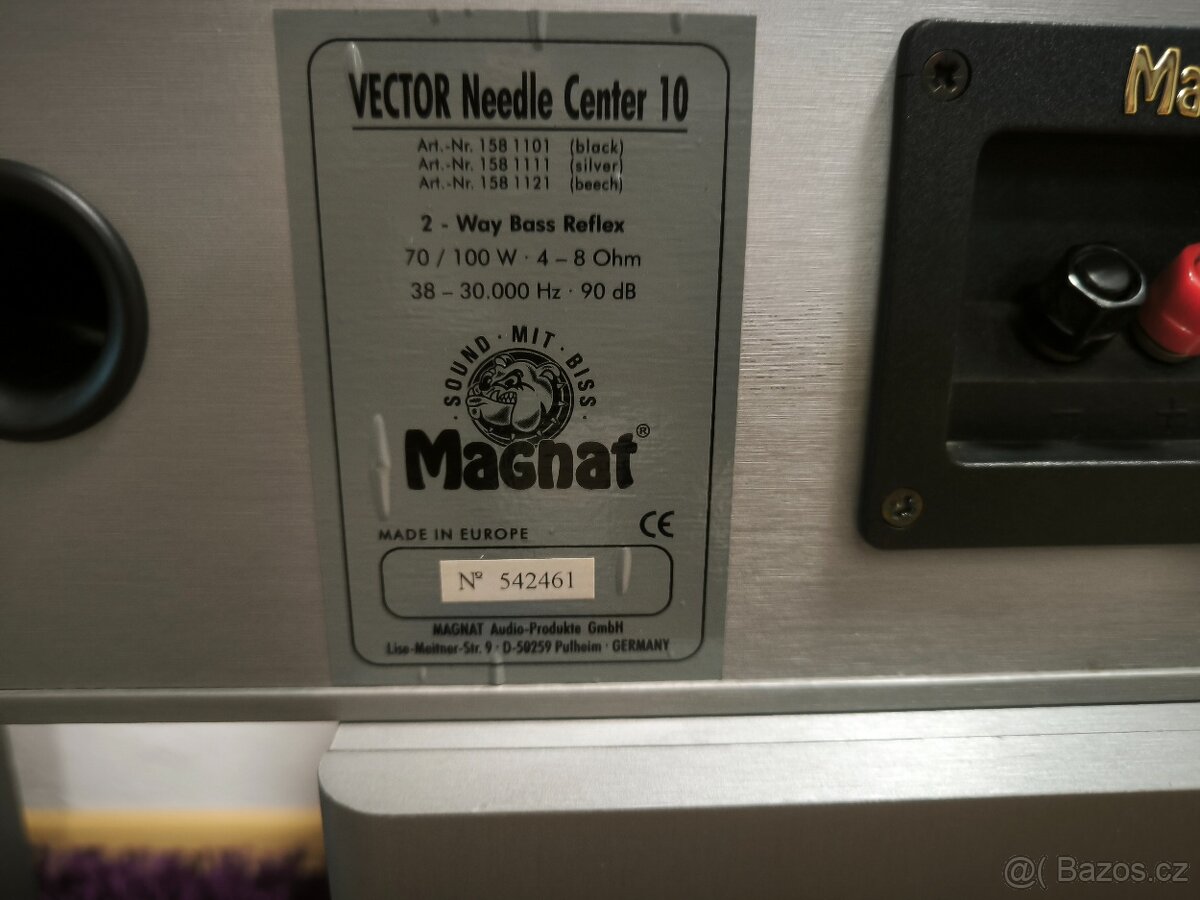 VECTOR Needle Center 10
Art.-Nr. 158 1101 (black)
Art.-Nr. 158 1111 (silver)
Art.-Nr. 158 1121 (beech)
2 - Way Bass Reflex
70 / 100 W · 4 – 8 Ohm
38 – 30.000 Hz · 90 dB
· SOUND · MIT · BISS ·
Magnat®
MADE IN EUROPE CE
Nº 542461
MAGNAT Audio-Produkte GmbH
Lise-Meitner-Str. 9 · D-50259 Pulheim · GERMANY
Ma
− +
@( Bazos.cz